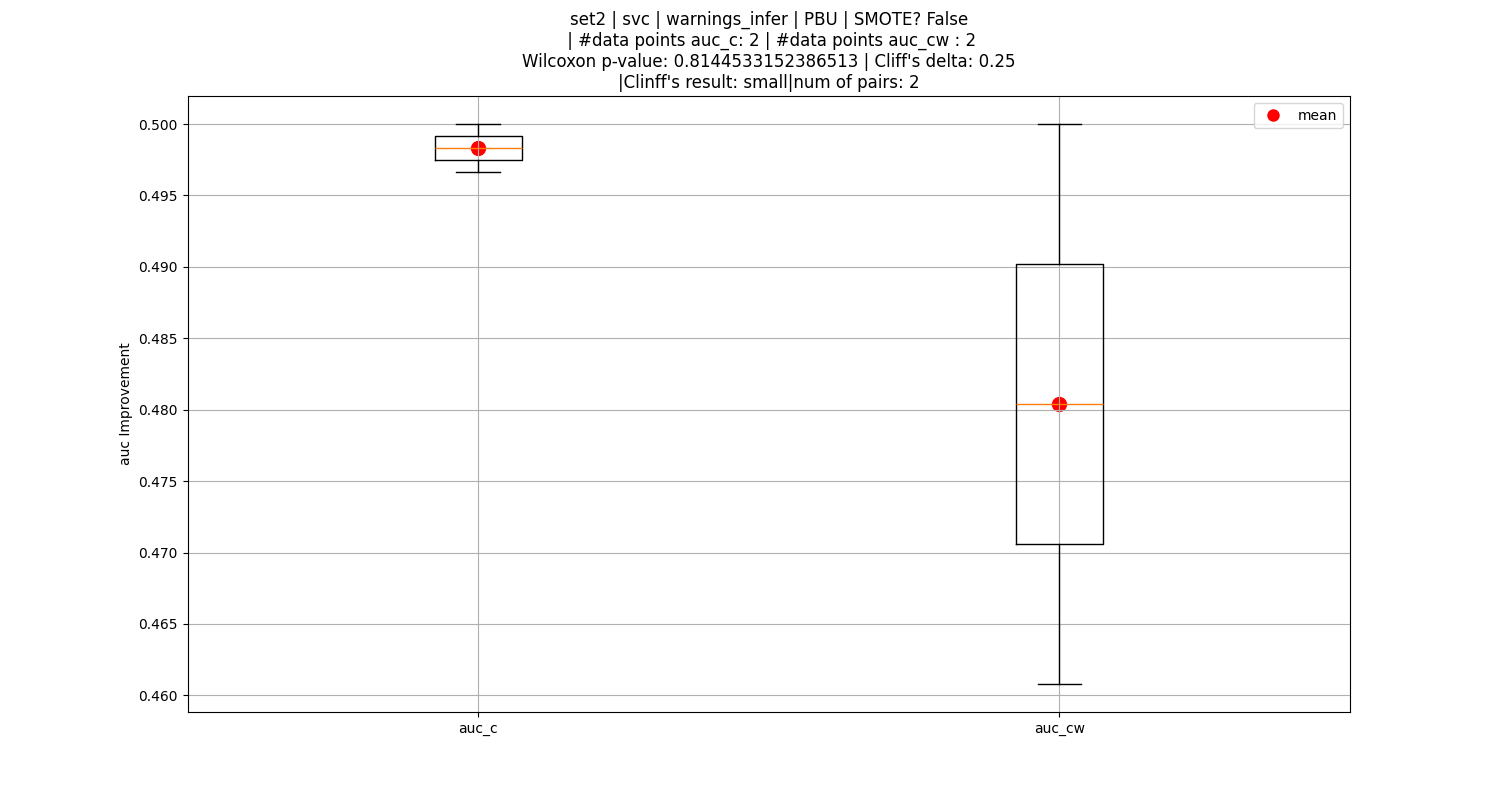 set2 | svc | warnings_infer | PBU | SMOTE? False
| #data points auc_c: 2 | #data points auc_cw : 2
Wilcoxon p-value: 0.8144533152386513 | Cliff's delta: 0.25
|Clinff's result: small|num of pairs: 2
mean
0.500
0.495
0.490
0.485
0.480
0.475
0.470
0.465
0.460
auc Improvement
auc_c
auc_cw